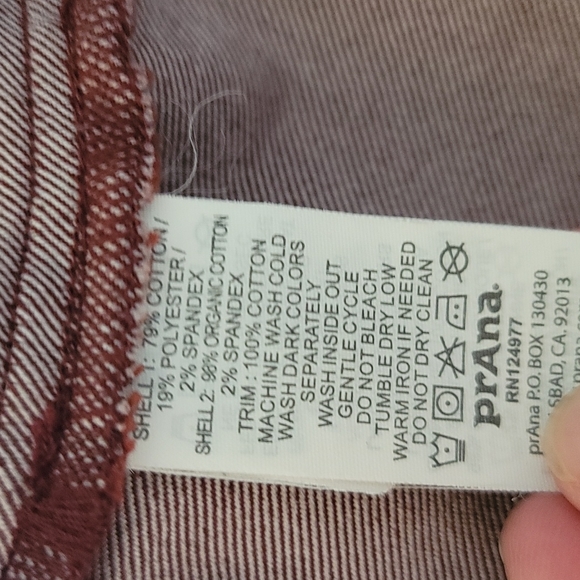 SHELL 1: 79% COTTON /
19% POLYESTER /
2% SPANDEX
SHELL 2: 98% ORGANIC COTTON
2% SPANDEX
TRIM : 100% COTTON
MACHINE WASH COLD
WASH DARK COLORS
SEPARATELY
WASH INSIDE OUT
GENTLE CYCLE
DO NOT BLEACH
TUMBLE DRY LOW
WARM IRON IF NEEDED
DO NOT DRY CLEAN
prAna.
RN124977
prAna P.O. BOX 130430
SBAD, CA, 92013